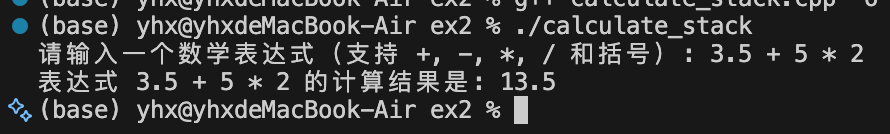 (base) yhx@yhxdeMacBook-Air ex2 % g++ calculate_stack.cpp -o
(base) yhx@yhxdeMacBook-Air ex2 % ./calculate_stack
请输入一个数学表达式（支持 +, -, *, / 和括号）: 3.5 + 5 * 2
表达式 3.5 + 5 * 2 的计算结果是: 13.5
(base) yhx@yhxdeMacBook-Air ex2 %